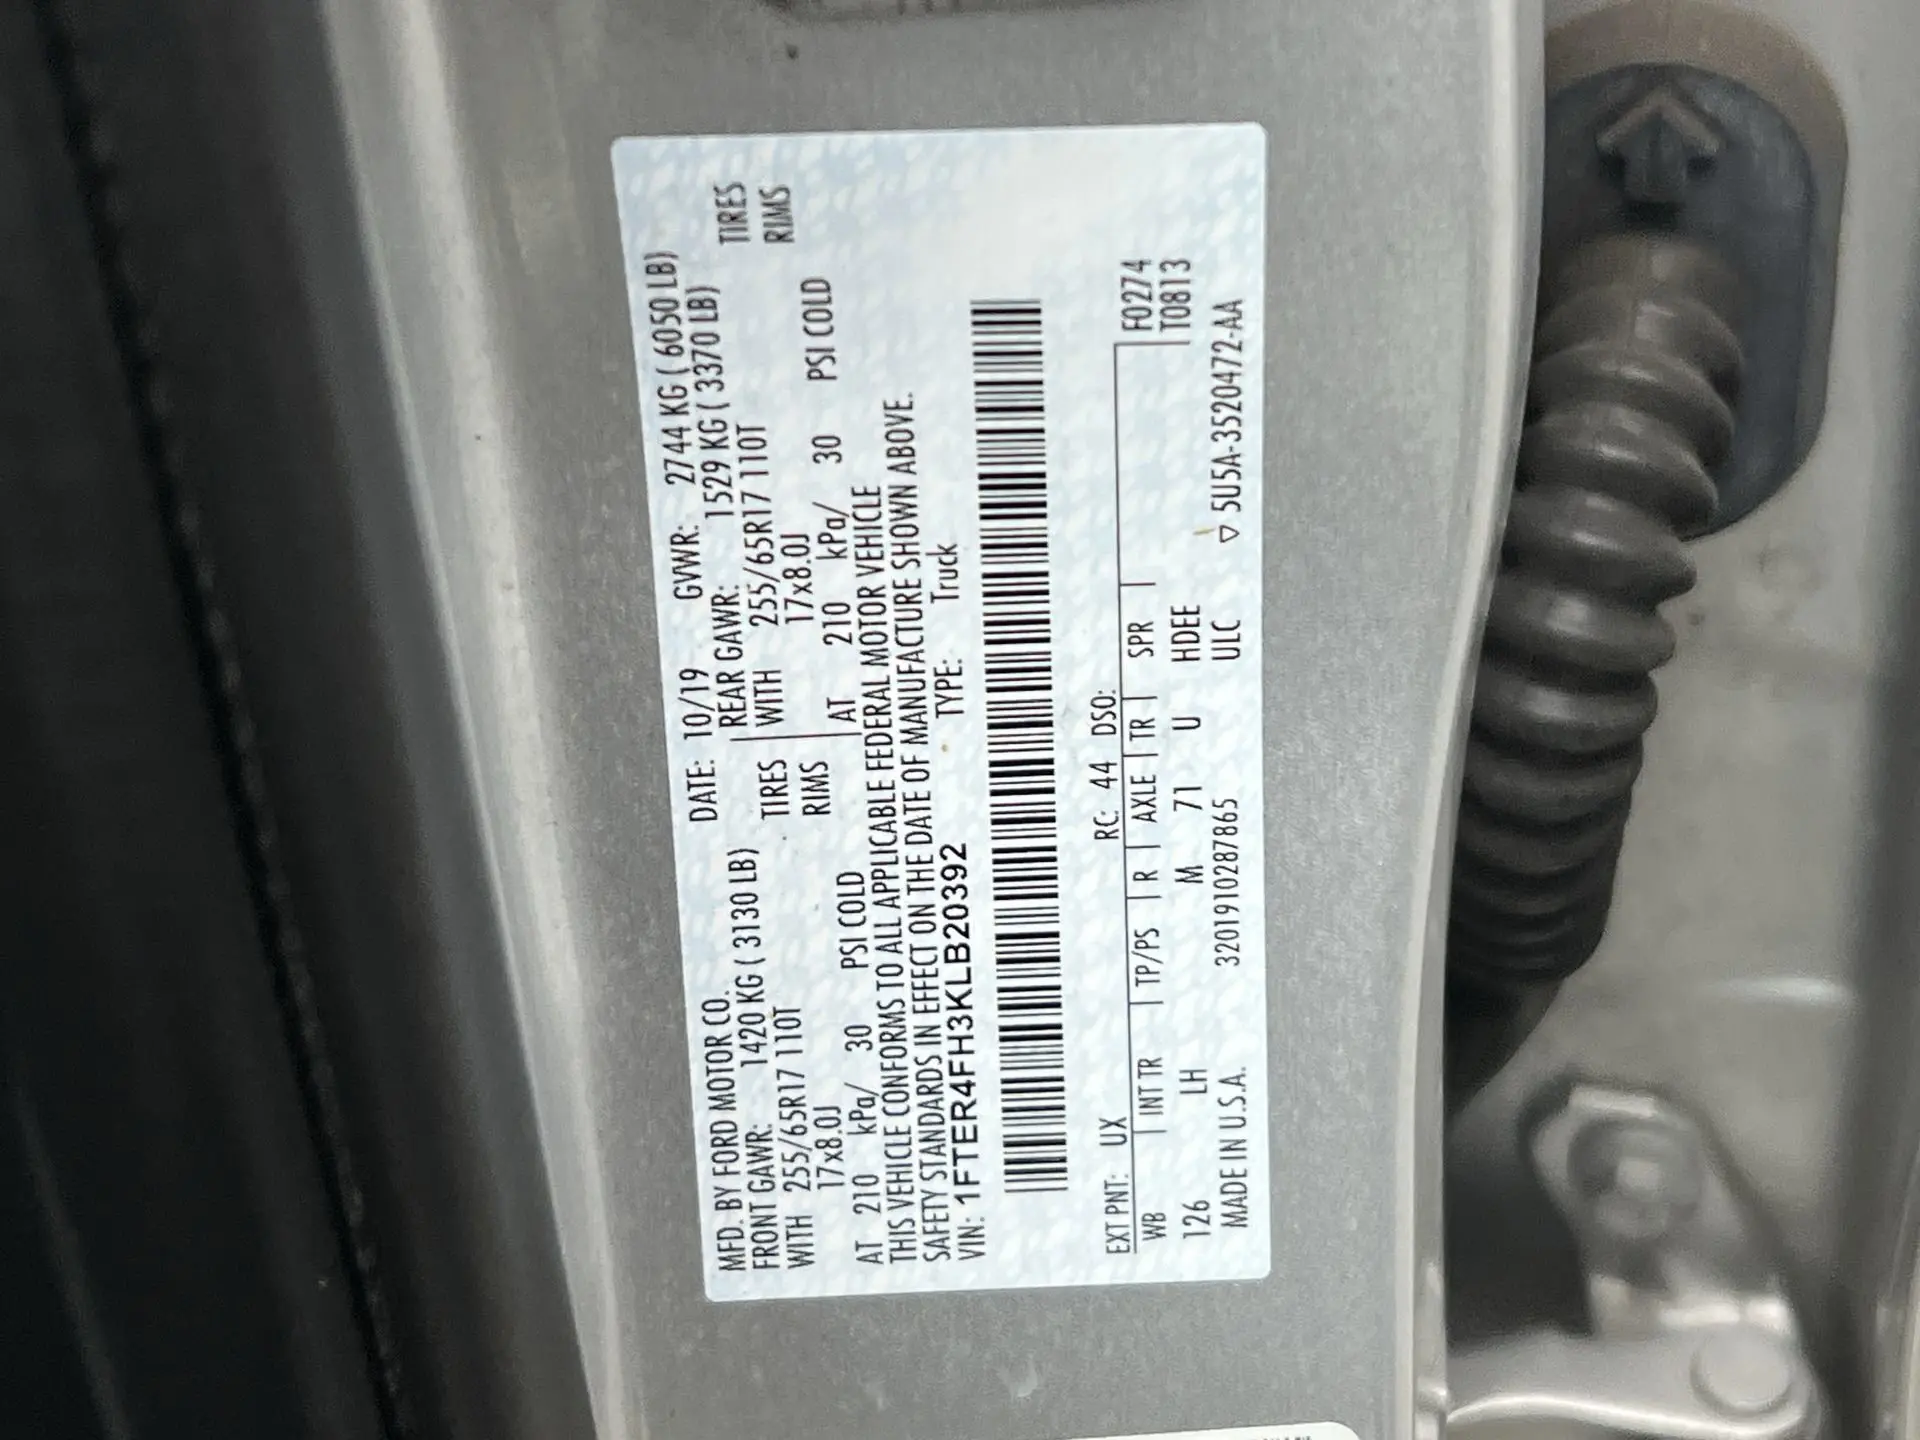 MFD. BY FORD MOTOR CO. DATE: 10/19 GVWR: 2744 KG ( 6050 LB)
FRONT GAWR: 1420 KG ( 3130 LB) REAR GAWR: 1529 KG ( 3370 LB)
WITH 255/65R17 110T TIRES WITH 255/65R17 110T TIRES
17x8.0J RIMS 17x8.0J RIMS
AT 210 kPa/ 30 PSI COLD AT 210 kPa/ 30 PSI COLD
THIS VEHICLE CONFORMS TO ALL APPLICABLE FEDERAL MOTOR VEHICLE
SAFETY STANDARDS IN EFFECT ON THE DATE OF MANUFACTURE SHOWN ABOVE.
VIN: 1FTER4FH3KLB20392 TYPE: Truck
EXT PNT: UX RC: 44 DSO: F0274
WB INT TR TP/PS R AXLE TR SPR T0813
126 LH M 71 U HDEE
MADE IN U.S.A. 3201910287865 ULC ▽ 5U5A-3520472-AA